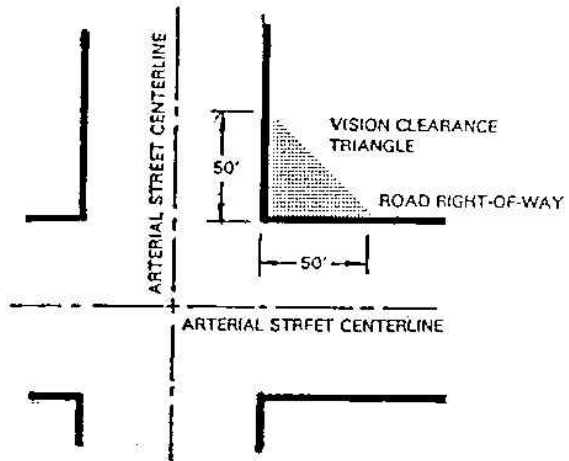 ARTERIAL STREET CENTERLINE
VISION CLEARANCE
TRIANGLE
50'
ROAD RIGHT-OF-WAY
50'
ARTERIAL STREET CENTERLINE